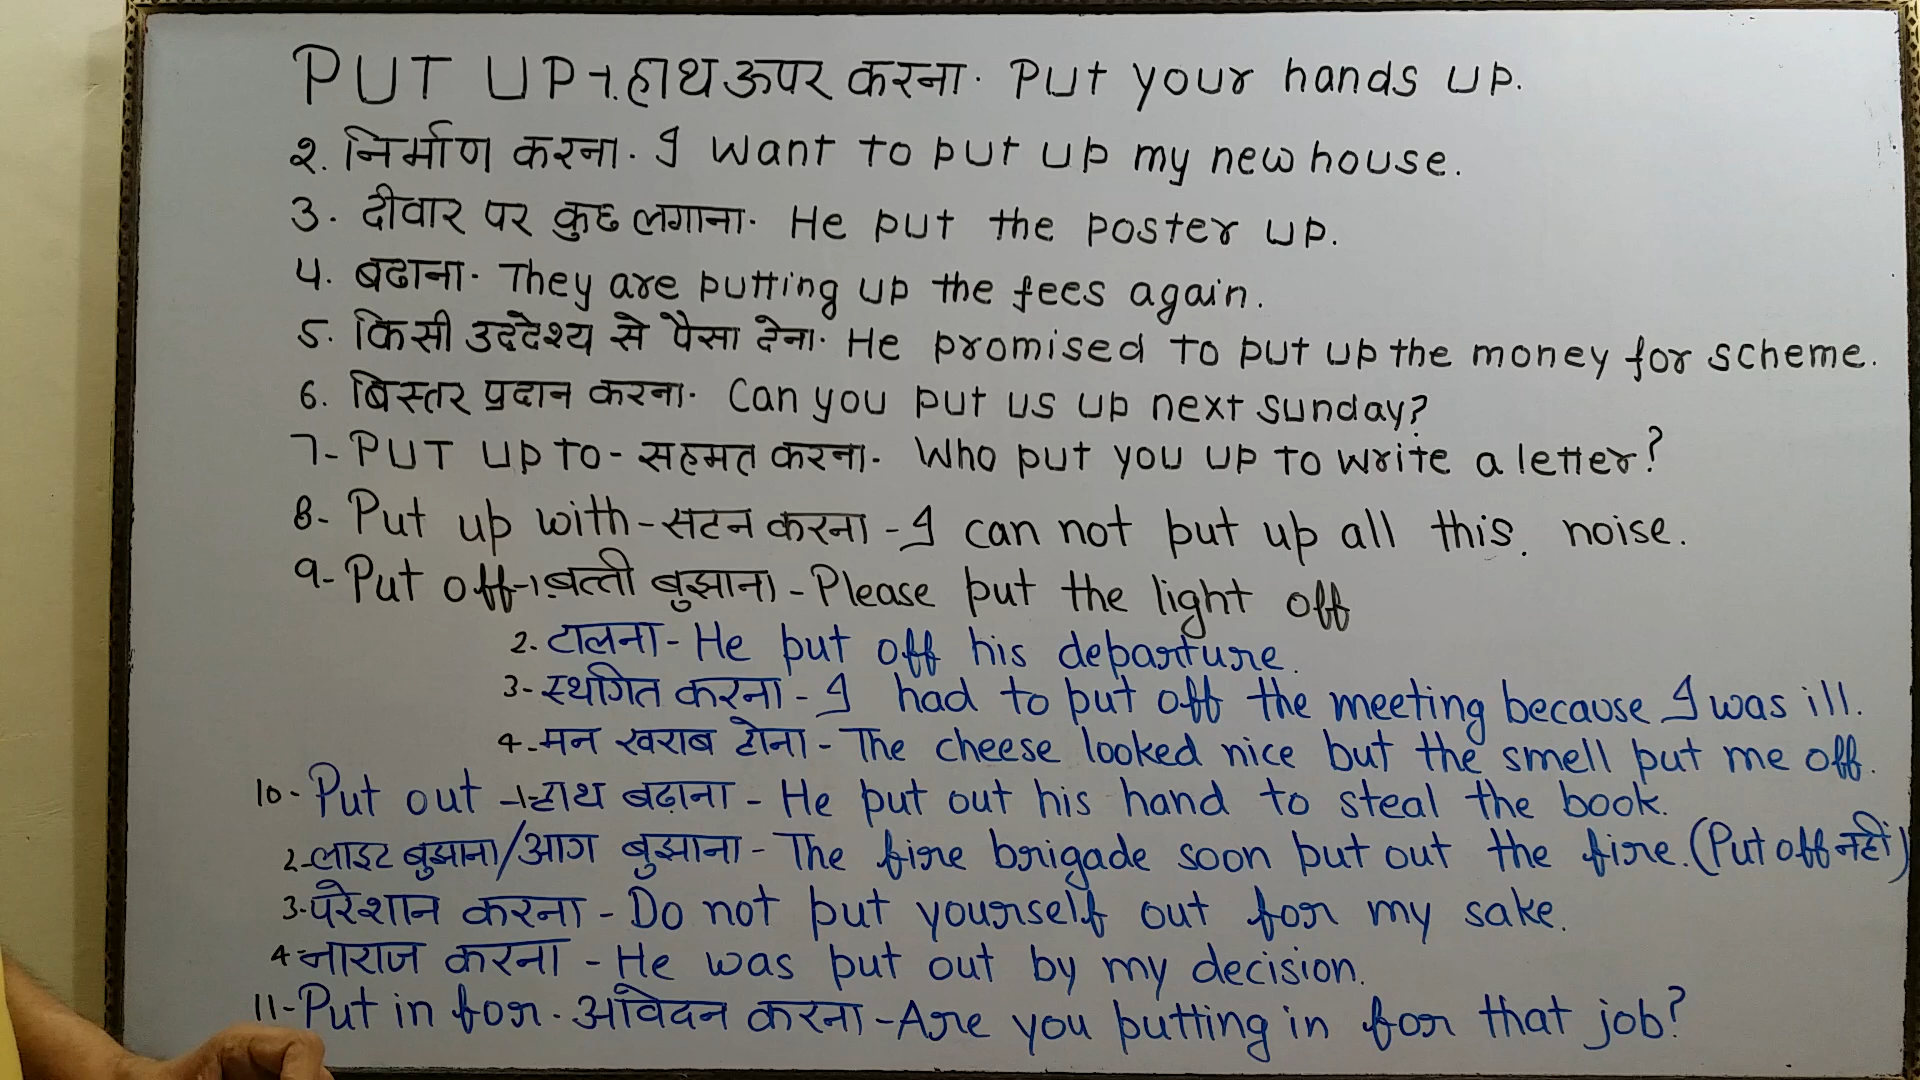 PUT UP→1.हाथ ऊपर करना. Put your hands up.
२. निर्माण करना. I want to put up my new house.
3. दीवार पर कुछ लगाना. He put the poster up.
4. बढाना. They are putting up the fees again.
5. किसी उददेश्य से पैसा देना. He promised to put up the money for scheme.
6. बिस्तर प्रदान करना. Can you put us up next sunday?
7- PUT UP TO - सहमत करना. Who put you up to write a letter?
8- Put up with - सहन करना - I can not put up all this. noise.
9- Put off-1.बत्ती बुझाना - Please put the light off
2. टालना - He put off his departure.
3- स्थगित करना - I had to put off the meeting because I was ill.
4-मन खराब होना - The cheese looked nice but the smell put me off.
10- Put out -1-हाथ बढ़ाना - He put out his hand to steal the book.
2-लाइट बुझाना/आग बुझाना - The fire brigade soon put out the fire. (Put off नहीं)
3-परेशान करना - Do not put yourself out for my sake.
4-नाराज करना - He was put out by my decision.
11-Put in for - आवेदन करना - Are you putting in for that job?